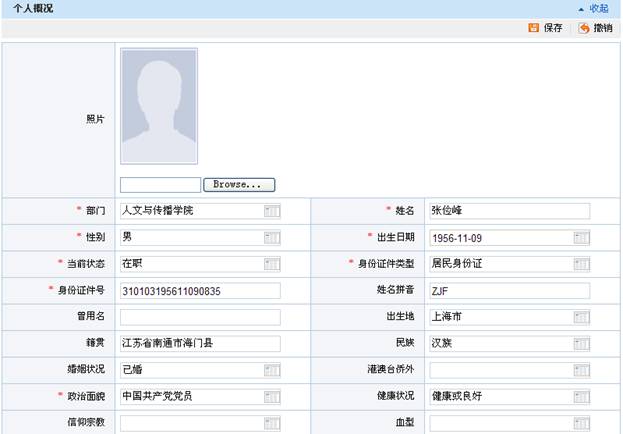 个人概况 收起
保存 撤销
照片
Browse...
* 部门 人文与传播学院 * 姓名 张俭峰
* 性别 男 * 出生日期 1956-11-09
* 当前状态 在职 * 身份证件类型 居民身份证
* 身份证件号 310103195611090835 姓名拼音 ZJF
曾用名 出生地 上海市
籍贯 江苏省南通市海门县 民族 汉族
婚姻状况 已婚 港澳台侨外
* 政治面貌 中国共产党党员 健康状况 健康或良好
信仰宗教 血型